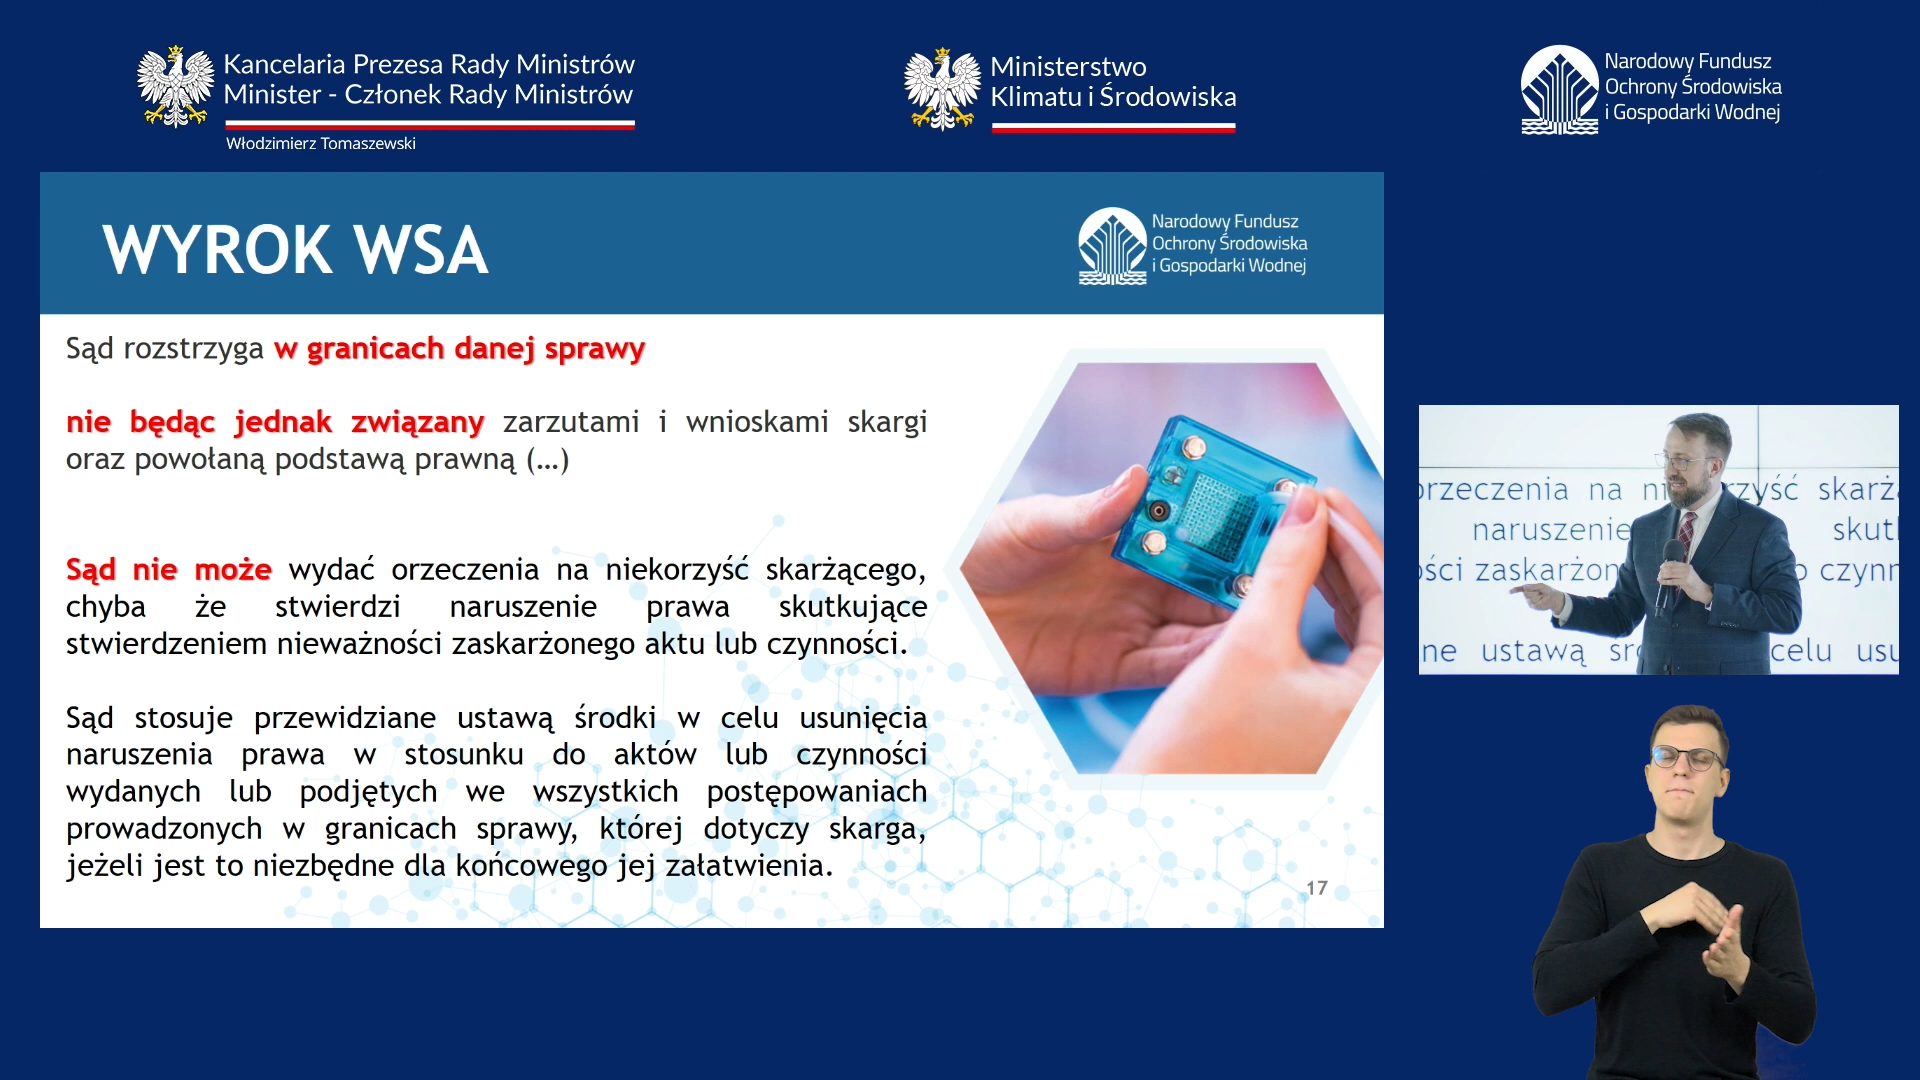 Kancelaria Prezesa Rady Ministrów
Minister - Członek Rady Ministrów
Włodzimierz Tomaszewski
Ministerstwo
Klimatu i Środowiska
Narodowy Fundusz
Ochrony Środowiska
i Gospodarki Wodnej
WYROK WSA
Narodowy Fundusz
Ochrony Środowiska
i Gospodarki Wodnej
Sąd rozstrzyga w granicach danej sprawy
nie będąc jednak związany zarzutami i wnioskami skargi
oraz powołaną podstawą prawną (…)
Sąd nie może wydać orzeczenia na niekorzyść skarżącego,
chyba że stwierdzi naruszenie prawa skutkujące
stwierdzeniem nieważności zaskarżonego aktu lub czynności.
Sąd stosuje przewidziane ustawą środki w celu usunięcia
naruszenia prawa w stosunku do aktów lub czynności
wydanych lub podjętych we wszystkich postępowaniach
prowadzonych w granicach sprawy, której dotyczy skarga,
jeżeli jest to niezbędne dla końcowego jej załatwienia.
17
orzeczenia na ni rzyść skarż
naruszenie skut
ości zaskarżon o czynn
ne ustawą śro celu usu